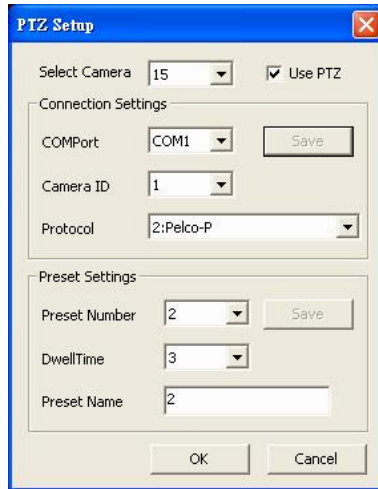 PTZ Setup
Select Camera 15 Use PTZ
Connection Settings
COMPort COM1 Save
Camera ID 1
Protocol 2:Pelco-P
Preset Settings
Preset Number 2 Save
DwellTime 3
Preset Name 2
OK Cancel